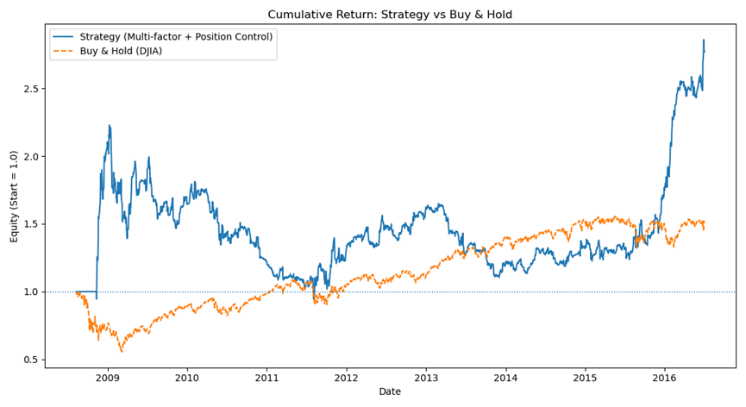 Cumulative Return: Strategy vs Buy & Hold
Strategy (Multi-factor + Position Control)
Buy & Hold (DJIA)
Equity (Start = 1.0)
2.5
2.0
1.5
1.0
0.5
2009 2010 2011 2012 2013 2014 2015 2016
Date